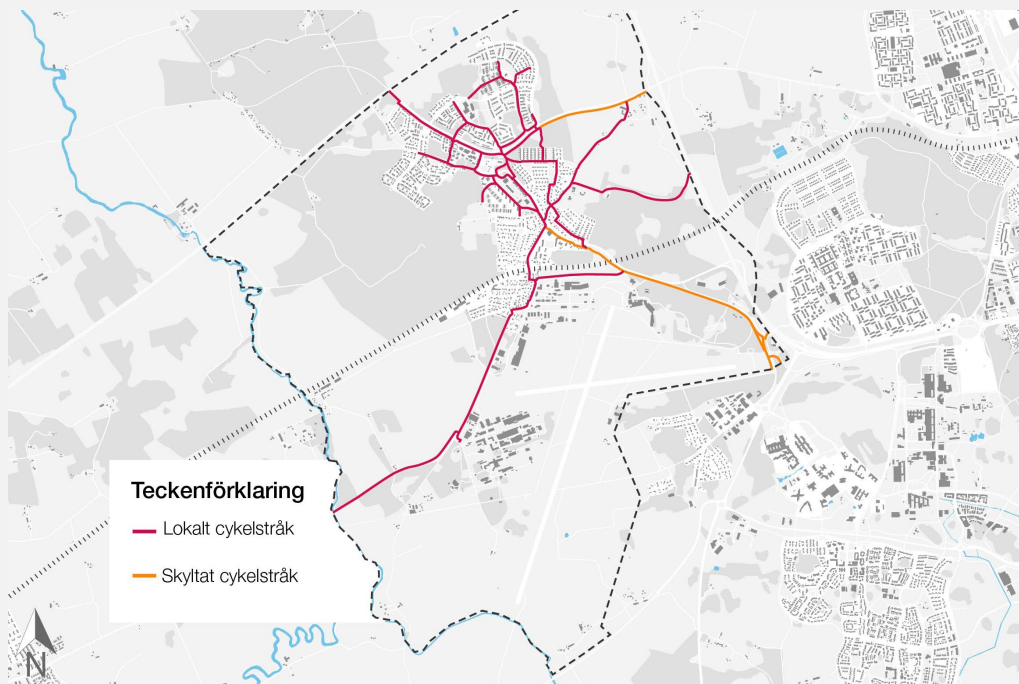 Teckenförklaring
Lokalt cykelstråk
Skyltat cykelstråk
N